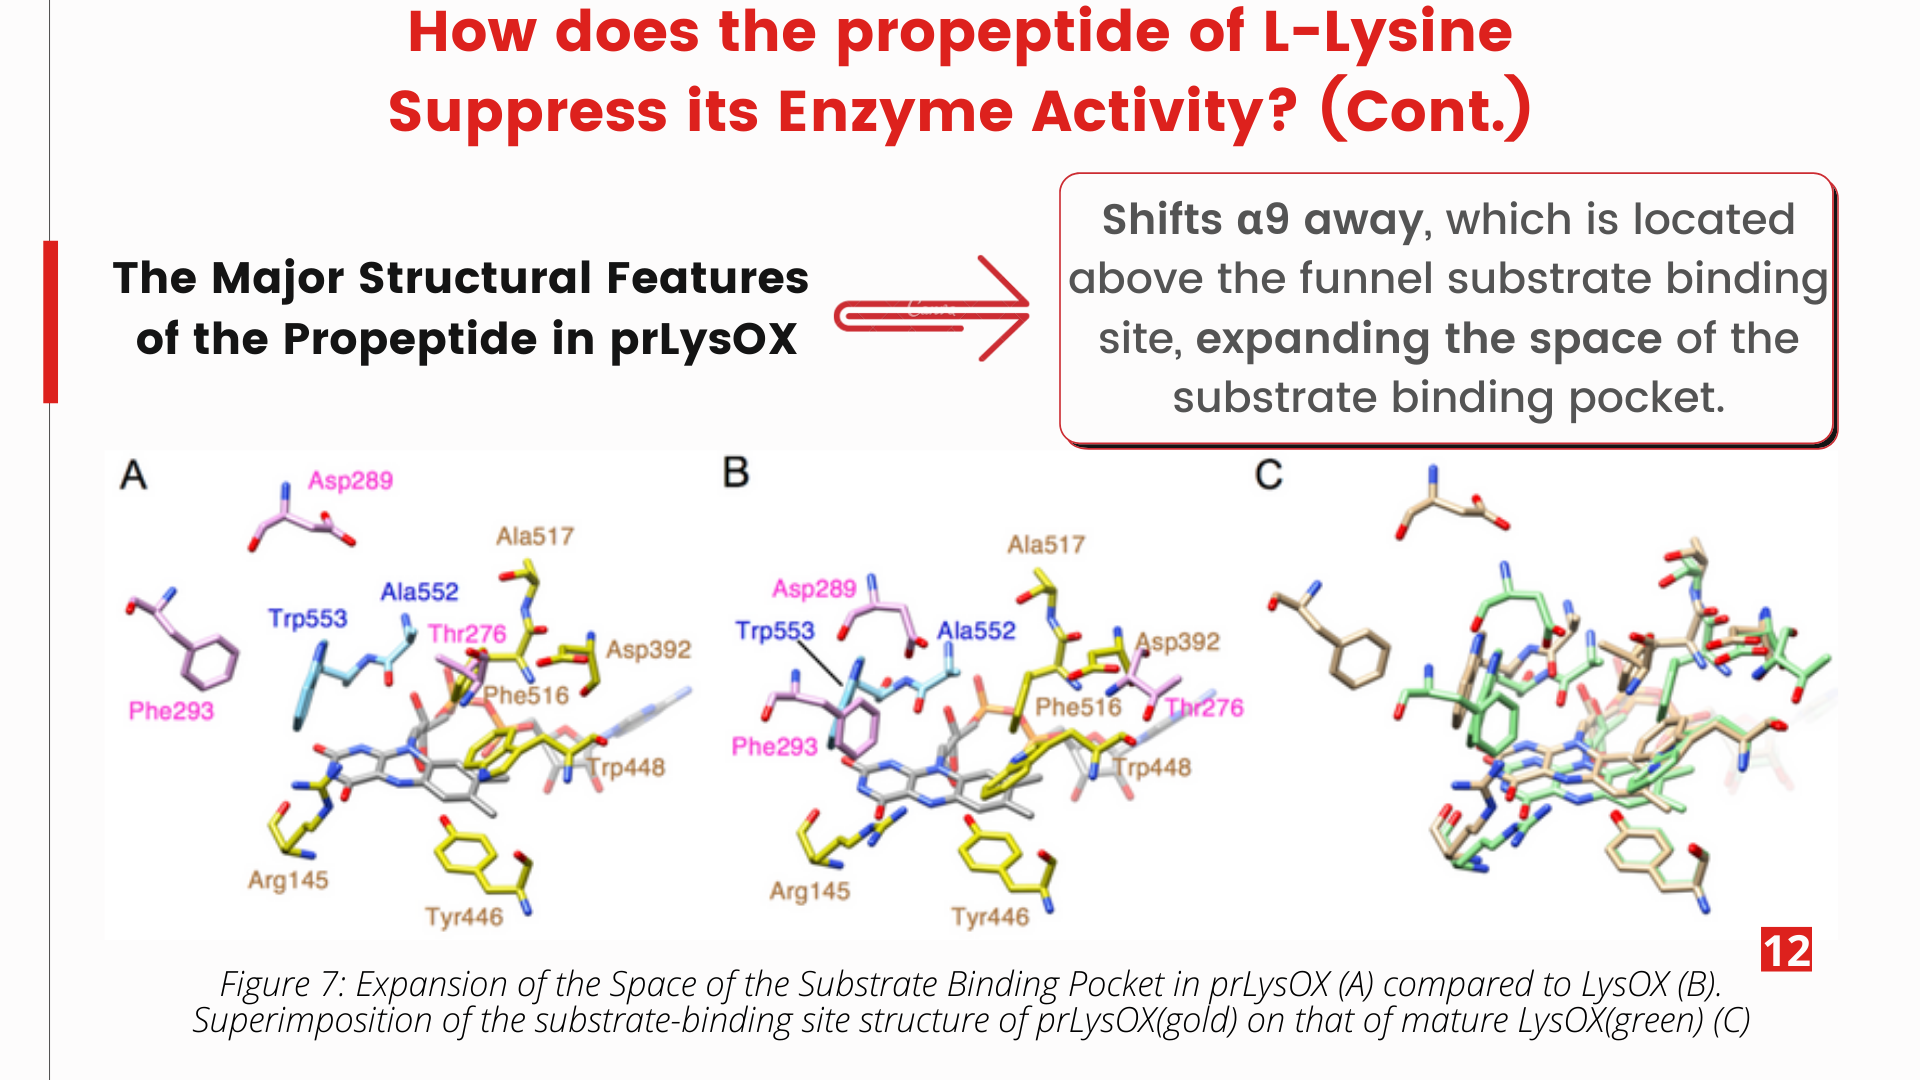 How does the propeptide of L-Lysine
Suppress its Enzyme Activity? (Cont.)
The Major Structural Features
of the Propeptide in prLysOX
Canva
Shifts α9 away, which is located
above the funnel substrate binding
site, expanding the space of the
substrate binding pocket.
A
Asp289
Ala517
Ala552
Trp553
Thr276
Asp392
Phe516
Phe293
Trp448
Arg145
Tyr446
B
Ala517
Asp289
Trp553
Ala552
Asp392
Phe516
Thr276
Phe293
Trp448
Arg145
Tyr446
C
12
Figure 7: Expansion of the Space of the Substrate Binding Pocket in prLysOX (A) compared to LysOX (B).
Superimposition of the substrate-binding site structure of prLysOX(gold) on that of mature LysOX(green) (C)